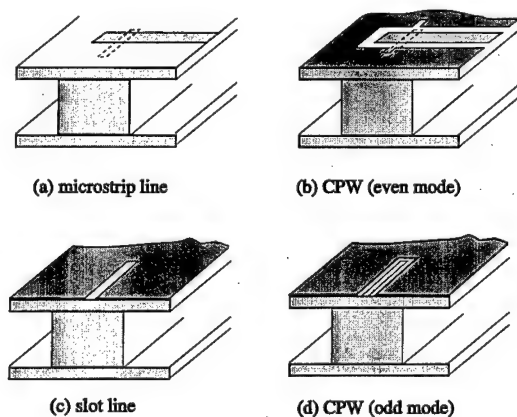 (a) microstrip line
(b) CPW (even mode)
(c) slot line
(d) CPW (odd mode)